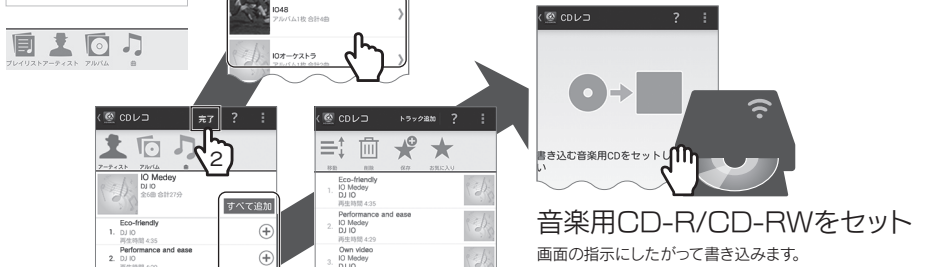 プレイリスト アーティスト アルバム 曲
IO48
アルバム1枚 合計4曲
IOオーケストラ
アルバム1枚 合計2曲
CDレコ 完了 ?
2
アーティスト アルバム 曲
IO Medey
DJ IO
全6曲 合計27分
すべて追加
Eco-friendly
1. DJ IO
再生時間 4:35
Performance and ease
2. DJ IO
再生時間 4:29
CDレコ トラック追加 ?
移動 削除 保存 お気に入り
Eco-friendly
1. IO Medey
DJ IO
再生時間 4:35
Performance and ease
2. IO Medey
DJ IO
再生時間 4:29
Own video
3. IO Medey
DJ IO
CDレコ ?
書き込む音楽用CDをセットし
い
音楽用CD-R/CD-RWをセット
画面の指示にしたがって書き込みます。